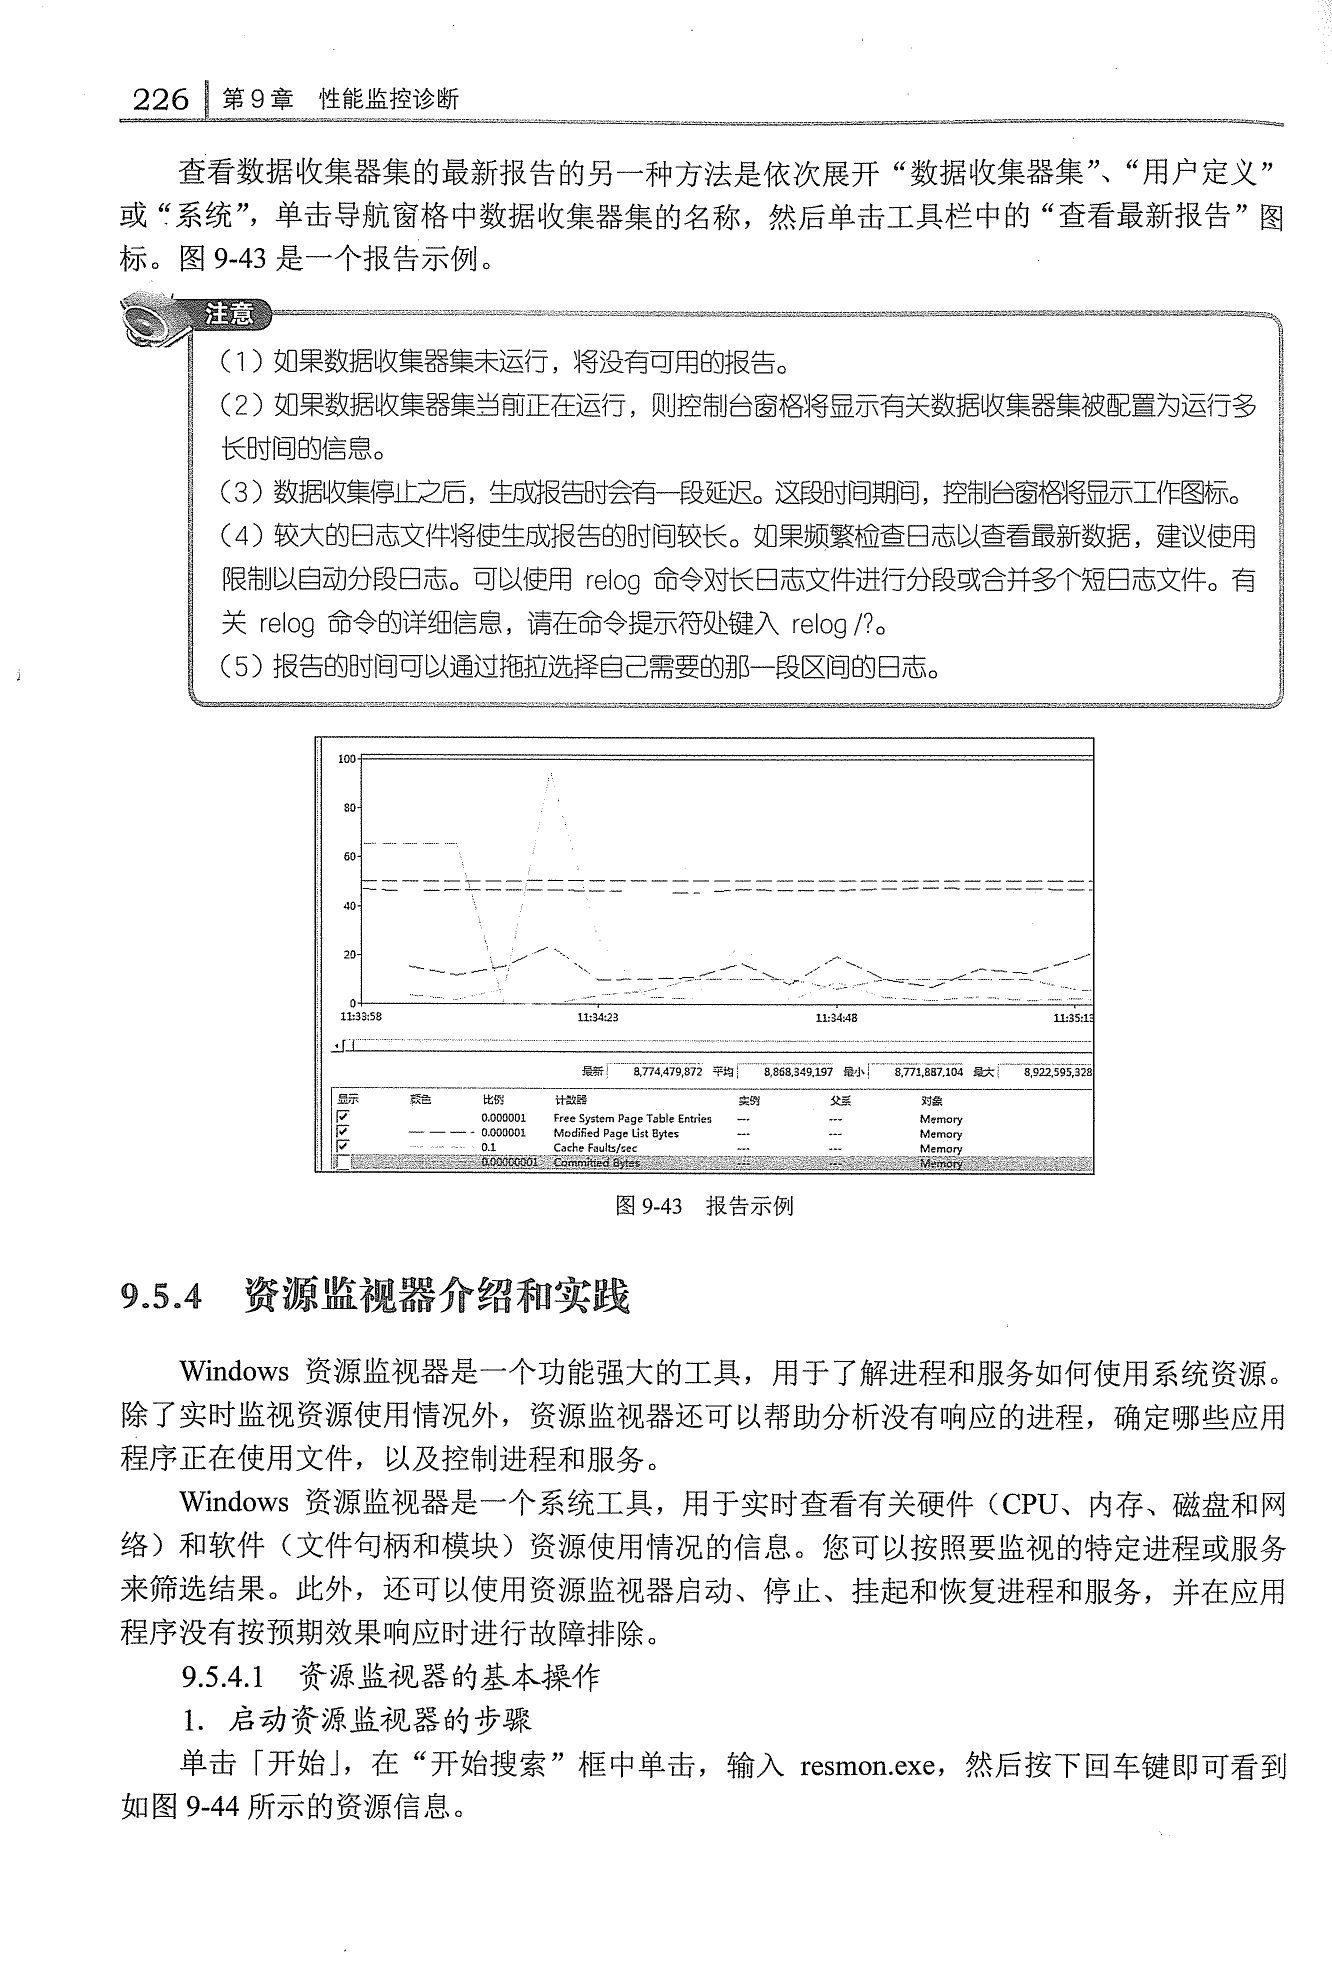 226 第9章 性能监控诊断
查看数据收集器集的最新报告的另一种方法是依次展开“数据收集器集”、“用户定义”
或“系统”，单击导航窗格中数据收集器集的名称，然后单击工具栏中的“查看最新报告”图
标。图 9-43 是一个报告示例。
注意
（1）如果数据收集器集未运行，将没有可用的报告。
（2）如果数据收集器集当前正在运行，则控制台窗格将显示有关数据收集器集被配置为运行多
长时间的信息。
（3）数据收集停止之后，生成报告时会有一段延迟。这段时间期间，控制台窗格将显示工作图标。
（4）较大的日志文件将使生成报告的时间较长。如果频繁检查日志以查看最新数据，建议使用
限制以自动分段日志。可以使用 relog 命令对长日志文件进行分段或合并多个短日志文件。有
关 relog 命令的详细信息，请在命令提示符处键入 relog /?。
（5）报告的时间可以通过拖拉选择自己需要的那一段区间的日志。
100
80
60
40
20
0
11:33:58 11:34:23 11:34:48 11:35:13
最新 8,774,479,872 平均 8,868,349,197 最小 8,771,887,104 最大 8,922,595,328
显示 颜色 比例 计数器 实例 父系 对象
0.000001 Free System Page Table Entries --- --- Memory
0.000001 Modified Page List Bytes --- --- Memory
0.1 Cache Faults/sec --- --- Memory
0.00000001 Committed Bytes --- --- Memory
图 9-43 报告示例
9.5.4 资源监视器介绍和实践
Windows 资源监视器是一个功能强大的工具，用于了解进程和服务如何使用系统资源。
除了实时监视资源使用情况外，资源监视器还可以帮助分析没有响应的进程，确定哪些应用
程序正在使用文件，以及控制进程和服务。
Windows 资源监视器是一个系统工具，用于实时查看有关硬件（CPU、内存、磁盘和网
络）和软件（文件句柄和模块）资源使用情况的信息。您可以按照要监视的特定进程或服务
来筛选结果。此外，还可以使用资源监视器启动、停止、挂起和恢复进程和服务，并在应用
程序没有按预期效果响应时进行故障排除。
9.5.4.1 资源监视器的基本操作
1．启动资源监视器的步骤
单击「开始」，在“开始搜索”框中单击，输入 resmon.exe，然后按下回车键即可看到
如图 9-44 所示的资源信息。